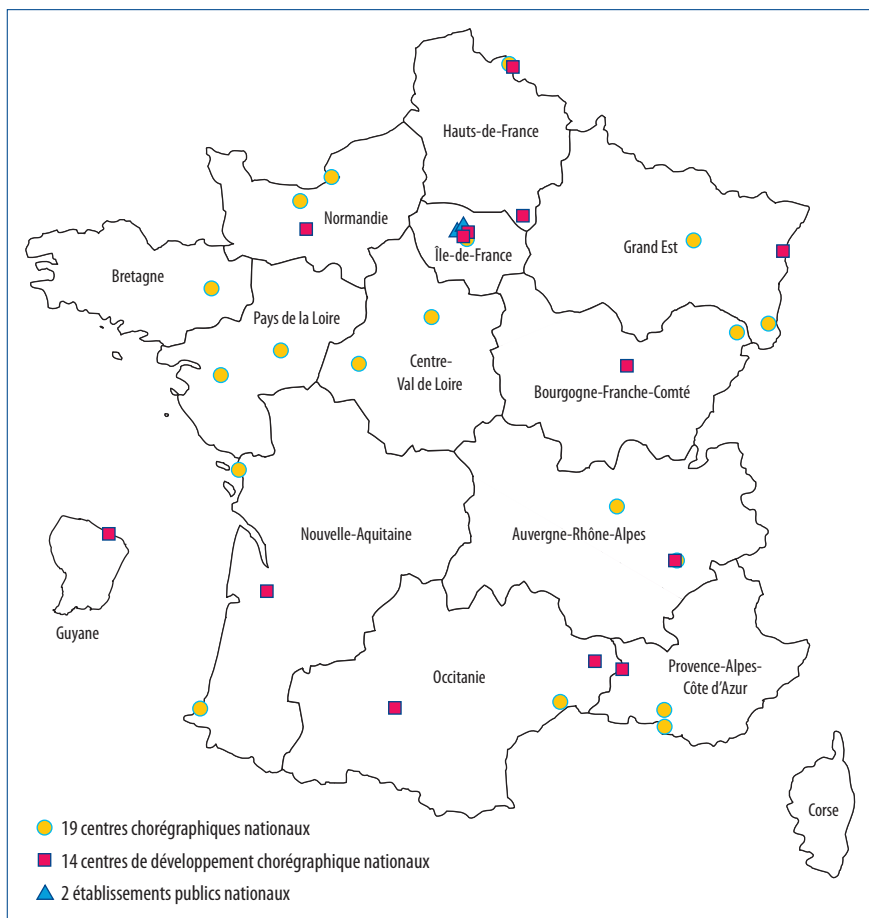 Hauts-de-France
Normandie
Île-de-France
Grand Est
Bretagne
Pays de la Loire
Centre-
Val de Loire
Bourgogne-Franche-Comté
Nouvelle-Aquitaine
Auvergne-Rhône-Alpes
Guyane
Occitanie
Provence-Alpes-
Côte d'Azur
Corse
19 centres chorégraphiques nationaux
14 centres de développement chorégraphique nationaux
2 établissements publics nationaux